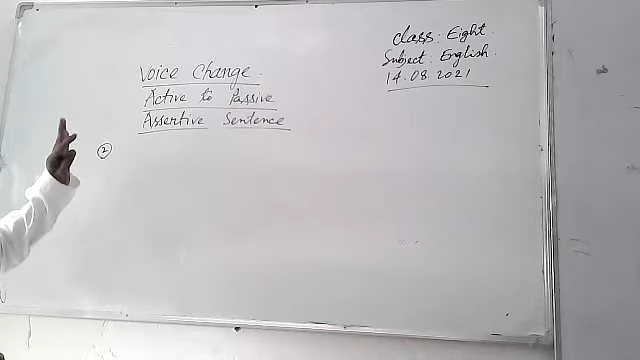 Class: Eight.
Subject: English.
14.08.2021
Voice Change.
Active to Passive
Assertive Sentence
②